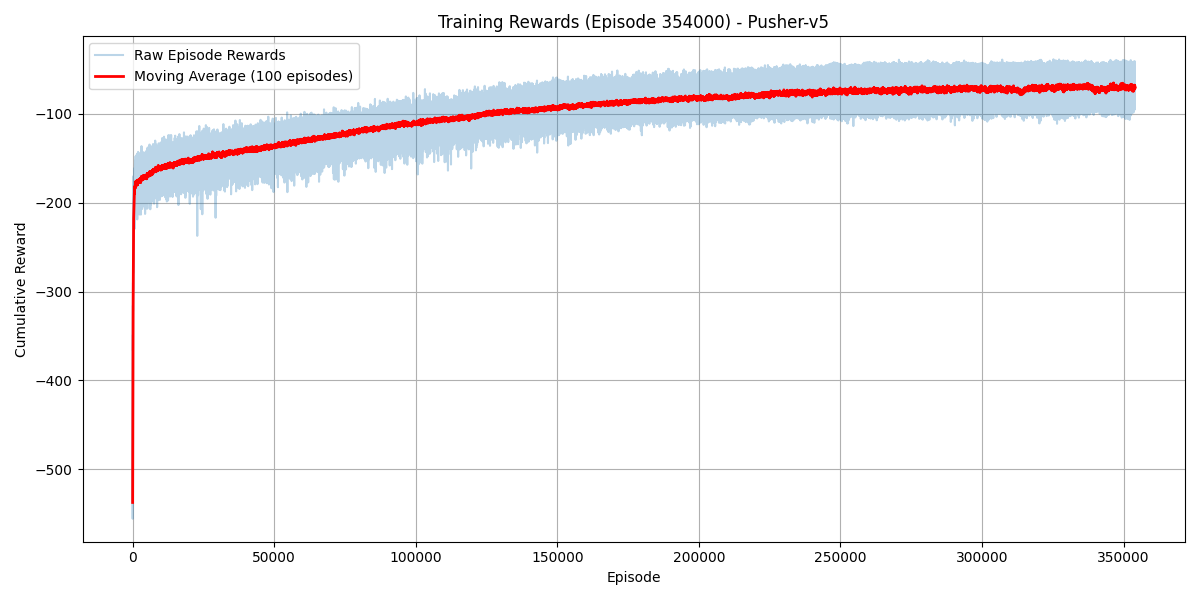 Training Rewards (Episode 354000) - Pusher-v5
Raw Episode Rewards
Moving Average (100 episodes)
−100
−200
−300
−400
−500
Cumulative Reward
0
50000
100000
150000
200000
250000
300000
350000
Episode